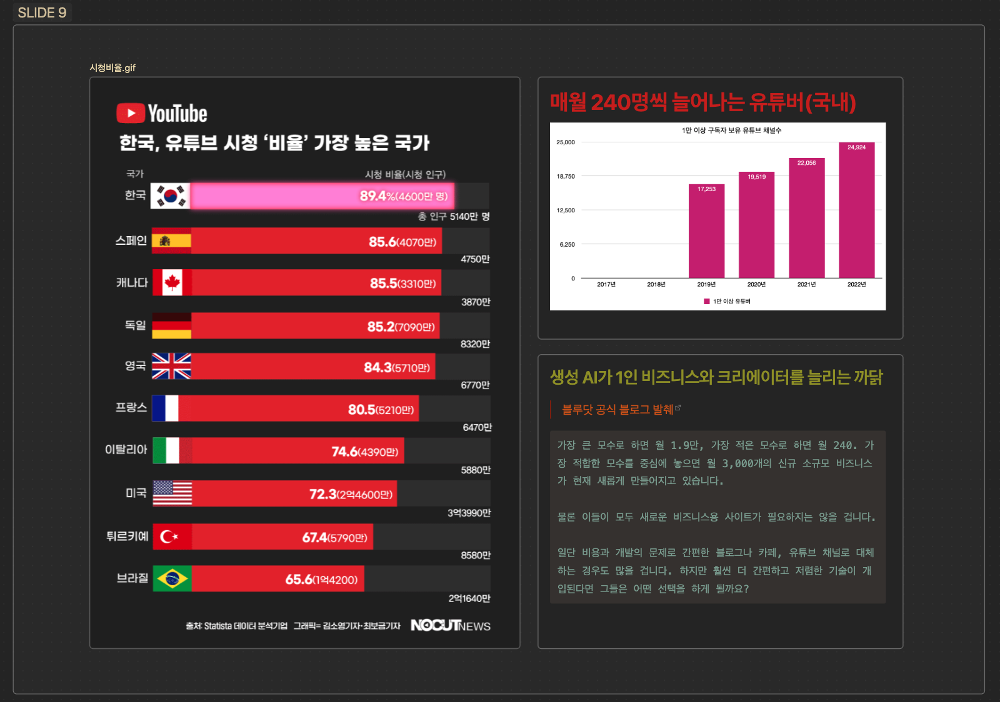 SLIDE 9
시청비율.gif
YouTube
한국, 유튜브 시청 ‘비율’ 가장 높은 국가
국가
시청 비율(시청 인구)
한국
89.4%(4600만 명)
총 인구 5140만 명
스페인
85.6(4070만)
4750만
캐나다
85.5(3310만)
3870만
독일
85.2(7090만)
8320만
영국
84.3(5710만)
6770만
프랑스
80.5(5210만)
6470만
이탈리아
74.6(4390만)
5880만
미국
72.3(2억4600만)
3억3990만
튀르키예
67.4(5790만)
8580만
브라질
65.6(1억4200)
2억1640만
출처: Statista 데이터 분석기업 그래픽= 김소영기자·최보금기자
NOCUTNEWS
매월 240명씩 늘어나는 유튜버(국내)
1만 이상 구독자 보유 유튜브 채널수
25,000
18,750
12,500
6,250
0
17,253
19,519
22,056
24,924
2017년
2018년
2019년
2020년
2021년
2022년
1만 이상 유튜버
생성 AI가 1인 비즈니스와 크리에이터를 늘리는 까닭
블루닷 공식 블로그 발췌
가장 큰 모수로 하면 월 1.9만, 가장 적은 모수로 하면 월 240. 가
장 적합한 모수를 중심에 놓으면 월 3,000개의 신규 소규모 비즈니스
가 현재 새롭게 만들어지고 있습니다.
물론 이들이 모두 새로운 비즈니스용 사이트가 필요하지는 않을 겁니다.
일단 비용과 개발의 문제로 간편한 블로그나 카페, 유튜브 채널로 대체
하는 경우도 많을 겁니다. 하지만 훨씬 더 간편하고 저렴한 기술이 개
입된다면 그들은 어떤 선택을 하게 될까요?